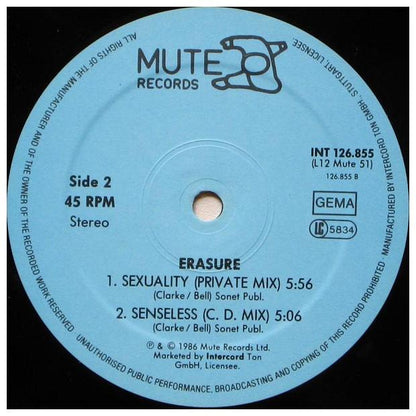 MUTE
RECORDS
INT 126.855
(L12 Mute 51)
126.855 B
Side 2
45 RPM
Stereo
GEMA
LC 5834
ERASURE
1. SEXUALITY (PRIVATE MIX) 5:56
(Clarke / Bell) Sonet Publ.
2. SENSELESS (C. D. MIX) 5:06
(Clarke / Bell) Sonet Publ.
℗ & © 1986 Mute Records Ltd.
Marketed by Intercord Ton
GmbH, Licensee.
ALL RIGHTS OF THE MANUFACTURER AND OF THE OWNER OF THE RECORDED WORK RESERVED. UNAUTHORISED PUBLIC PERFORMANCE, BROADCASTING AND COPYING OF THIS RECORD PROHIBITED · MANUFACTURED BY INTERCORD TON GMBH, STUTTGART, LICENSEE.